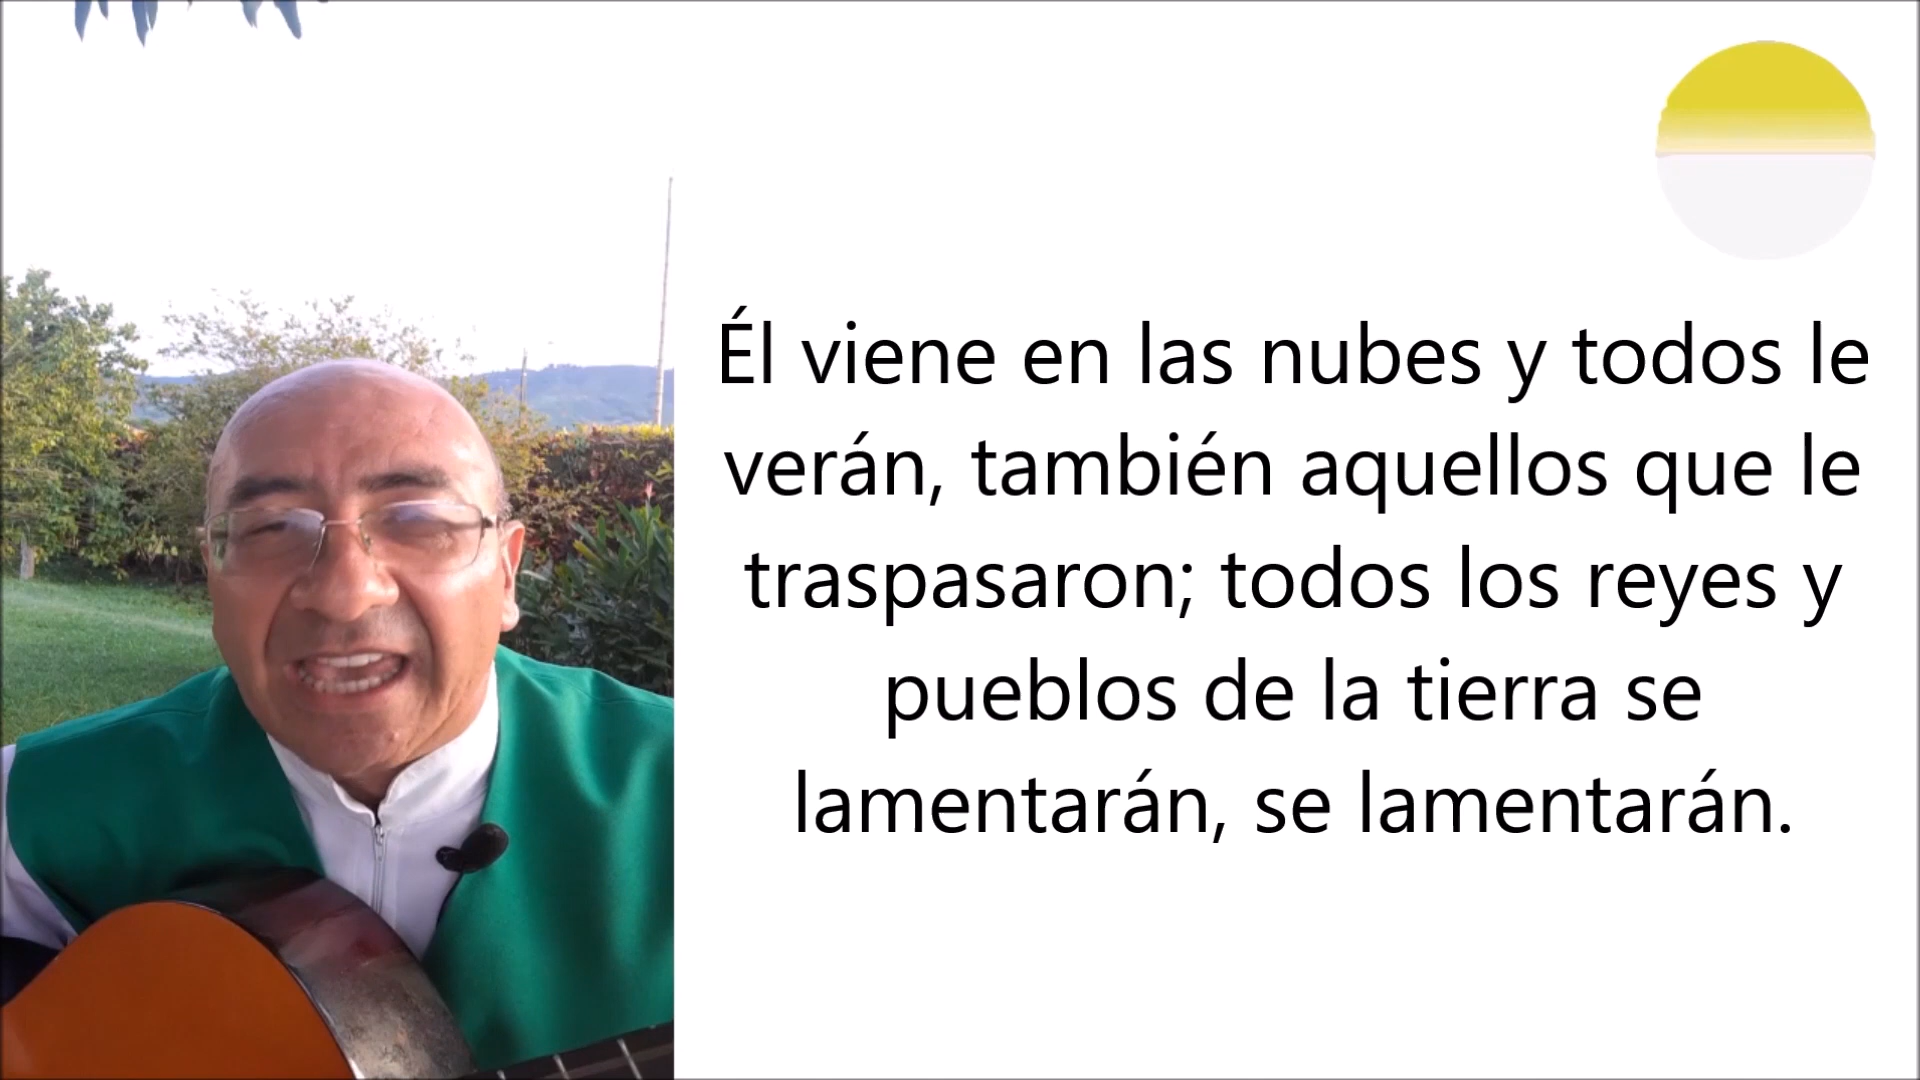 Él viene en las nubes y todos le
verán, también aquellos que le
traspasaron; todos los reyes y
pueblos de la tierra se
lamentarán, se lamentarán.